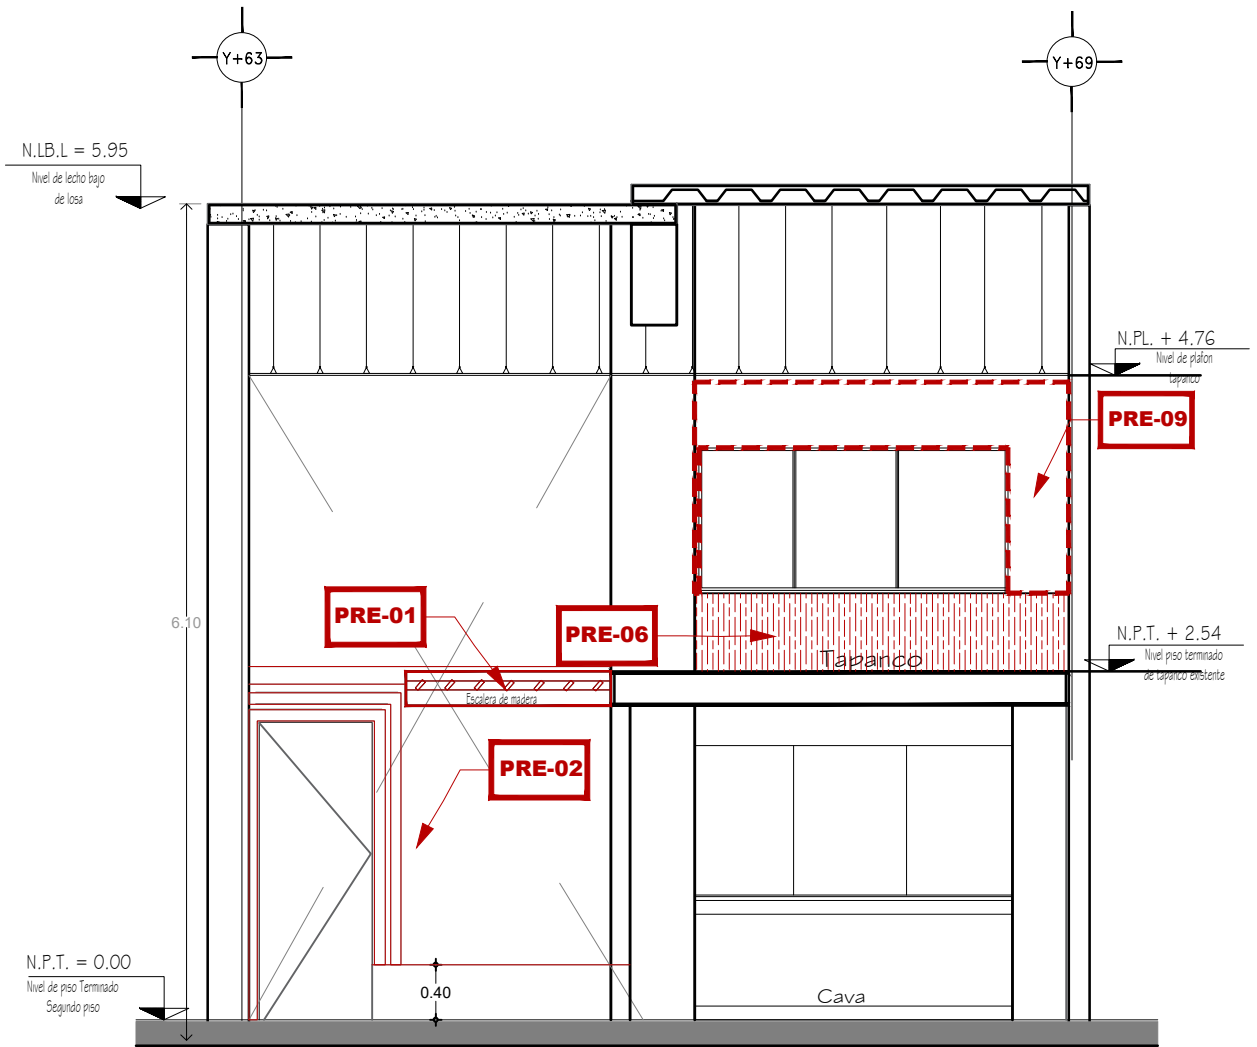 Y+63
Y+69
N.LB.L = 5.95
Nivel de lecho bajo
de losa
N.PL. + 4.76
Nivel de plafon
tapanco
PRE-09
6.10
PRE-01
PRE-06
N.P.T. + 2.54
Nivel piso terminado
de tapanco existente
Tapanco
Escalera de madera
PRE-02
N.P.T. = 0.00
Nivel de piso Terminado
Segundo piso
0.40
Cava